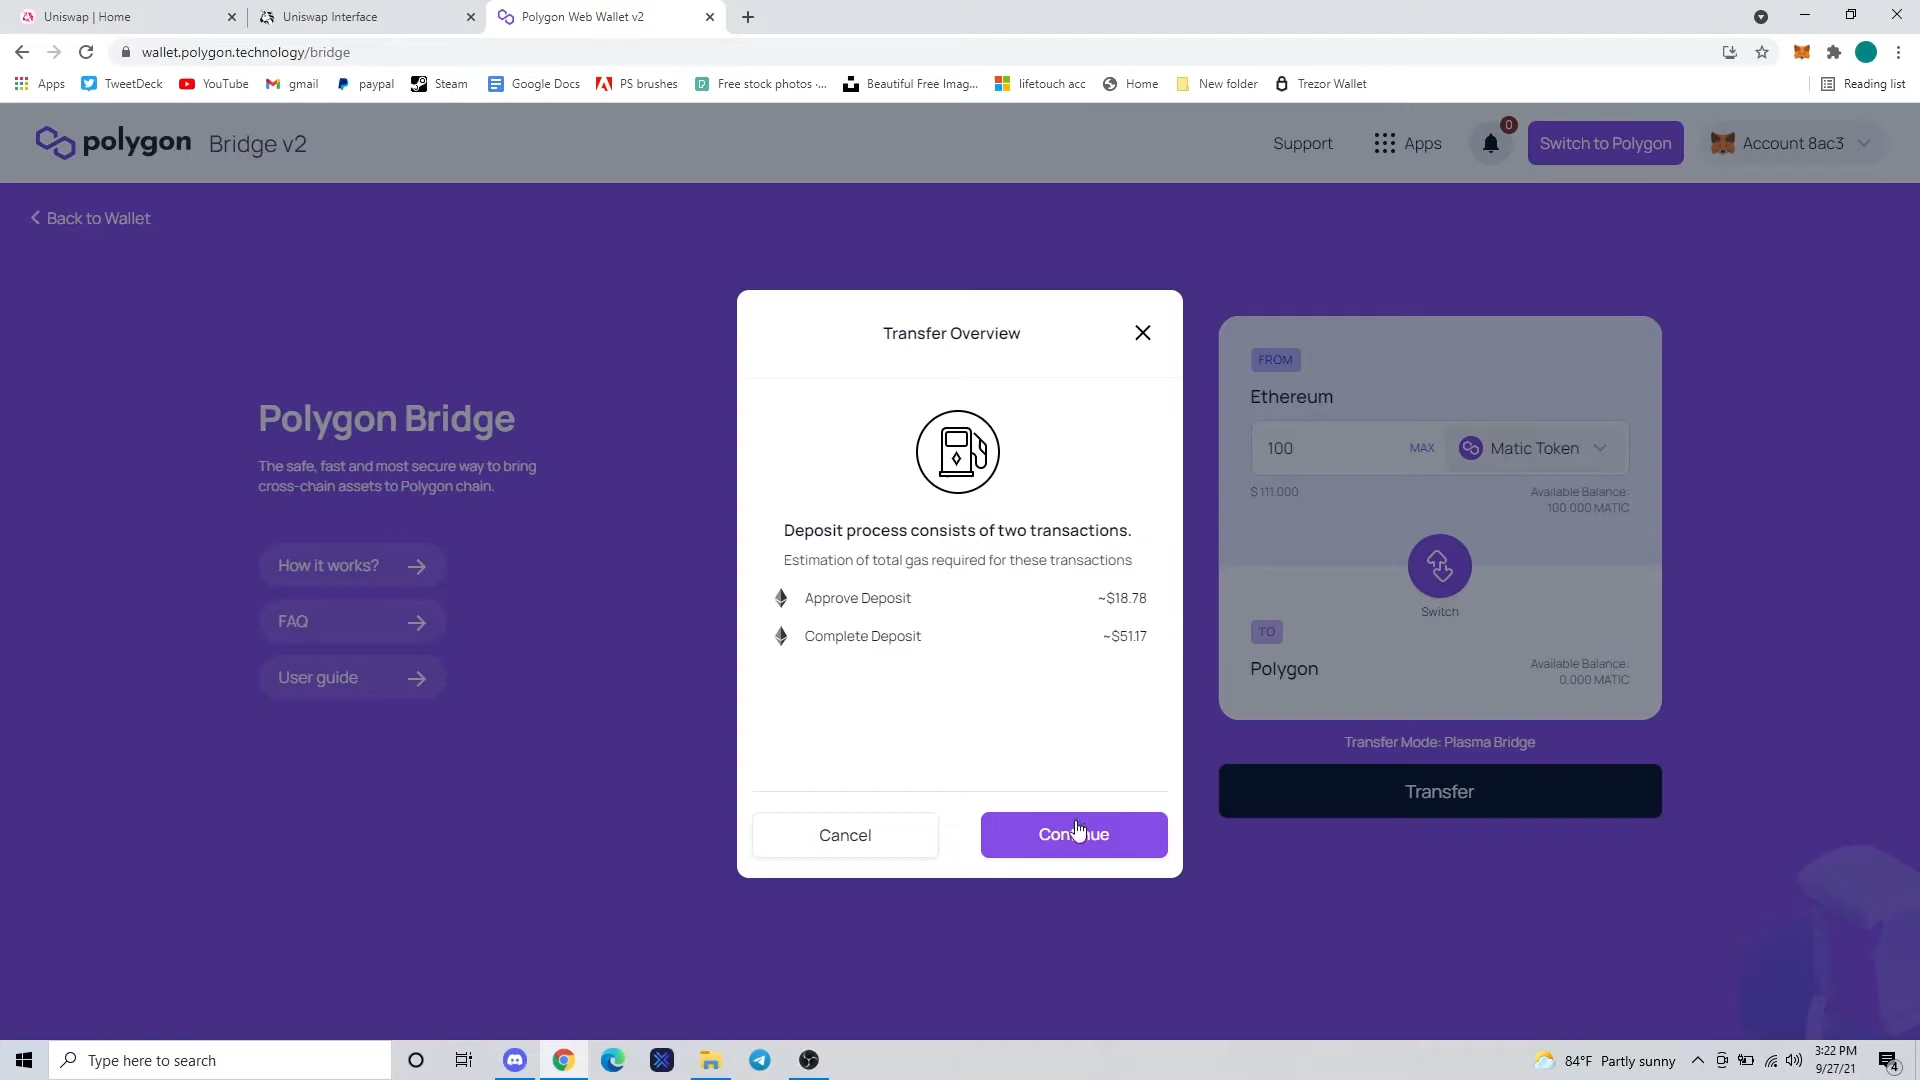 Uniswap | Home
Uniswap Interface
Polygon Web Wallet v2
wallet.polygon.technology/bridge
Apps
TweetDeck
YouTube
gmail
paypal
Steam
Google Docs
PS brushes
Free stock photos ·...
Beautiful Free Imag...
lifetouch acc
Home
New folder
Trezor Wallet
Reading list
polygon
Bridge v2
Support
Apps
0
Switch to Polygon
Account 8ac3
Back to Wallet
Polygon Bridge
The safe, fast and most secure way to bring
cross-chain assets to Polygon chain.
How it works?
FAQ
User guide
Transfer Overview
Deposit process consists of two transactions.
Estimation of total gas required for these transactions
Approve Deposit ~$18.78
Complete Deposit ~$51.17
Cancel
FROM
Ethereum
100
MAX
Matic Token
$ 111.000
Available Balance:
100.000 MATIC
Switch
TO
Polygon
Available Balance:
0.000 MATIC
Transfer Mode: Plasma Bridge
Transfer
Type here to search
84°F Partly sunny
3:22 PM
9/27/21
4